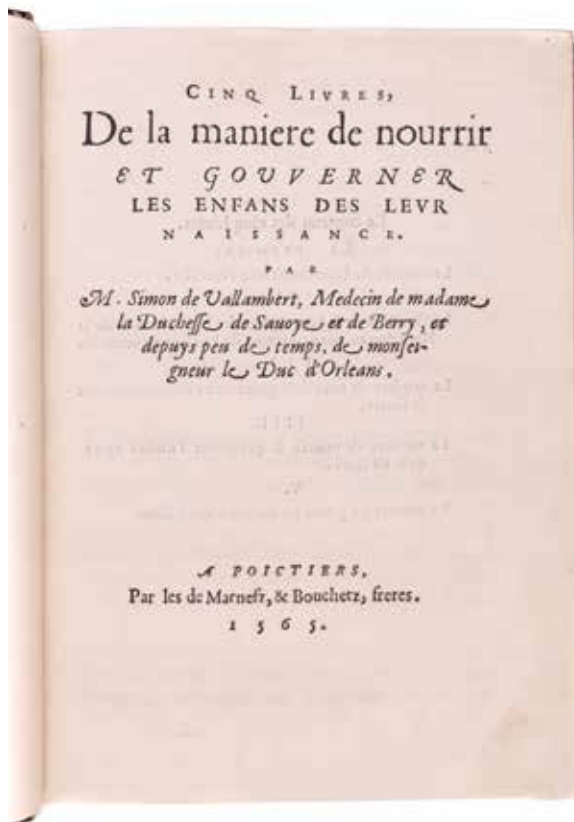 CINQ LIVRES,
De la maniere de nourrir
ET GOVVERNER
LES ENFANS DES LEVR
NAISSANCE.
PAR
M. Simon de Vallambert, Medecin de madame
la Duchesse de Sauoye et de Berry, et
depuys peu de temps, de monsei-
gneur le Duc d'Orleans.
A POICTIERS,
Par les de Marnefz, & Bouchetz, freres.
1565.